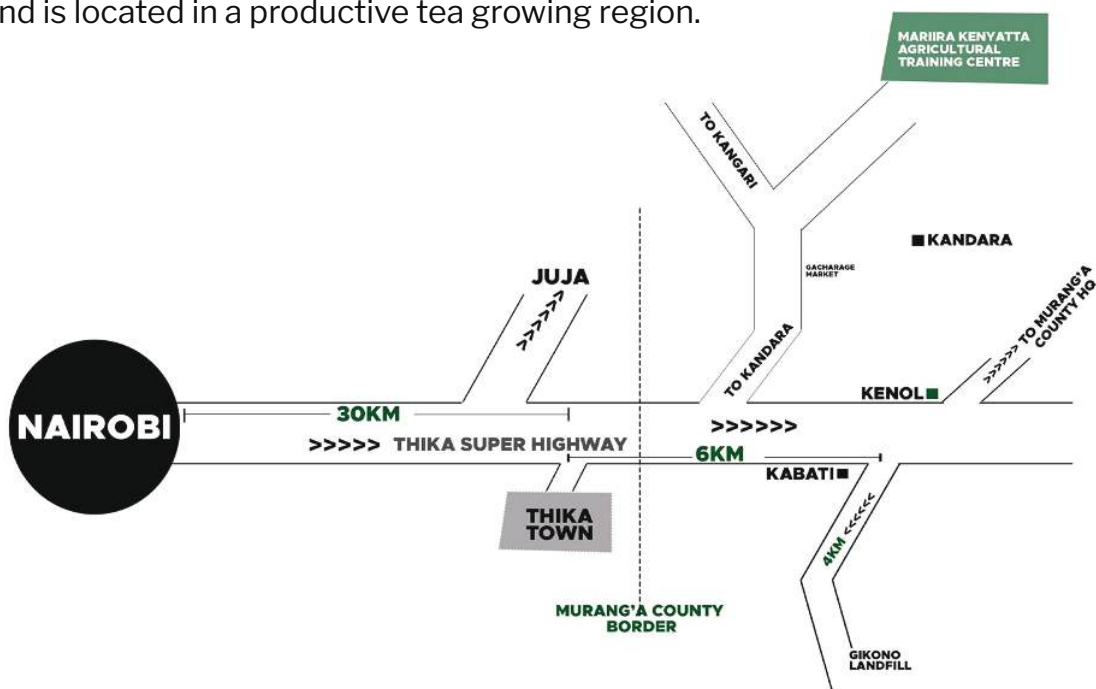 nd is located in a productive tea growing region.
MARIIRA KENYATTA
AGRICULTURAL
TRAINING CENTRE
TO KANGARI
KANDARA
GACHARAGE
MARKET
JUJA
>>>>>>
>>>>>> TO MURANG'A
COUNTY HQ
TO KANDARA
KENOL
30KM
NAIROBI
>>>>> THIKA SUPER HIGHWAY
>>>>>>
6KM
KABATI
THIKA
TOWN
4KM <<<<<<
MURANG'A COUNTY
BORDER
GIKONO
LANDFILL